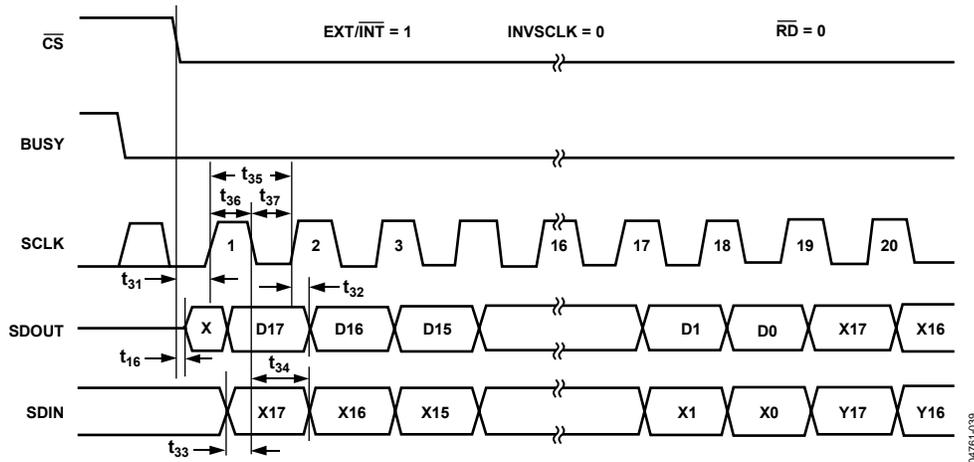 CS EXT/INT = 1 INVSCLK = 0 RD = 0
BUSY
t35
t36 t37
SCLK 1 2 3 16 17 18 19 20
t31 t32
SDOUT X D17 D16 D15 D1 D0 X17 X16
t16 t34
SDIN X17 X16 X15 X1 X0 Y17 Y16
t33
04761-039